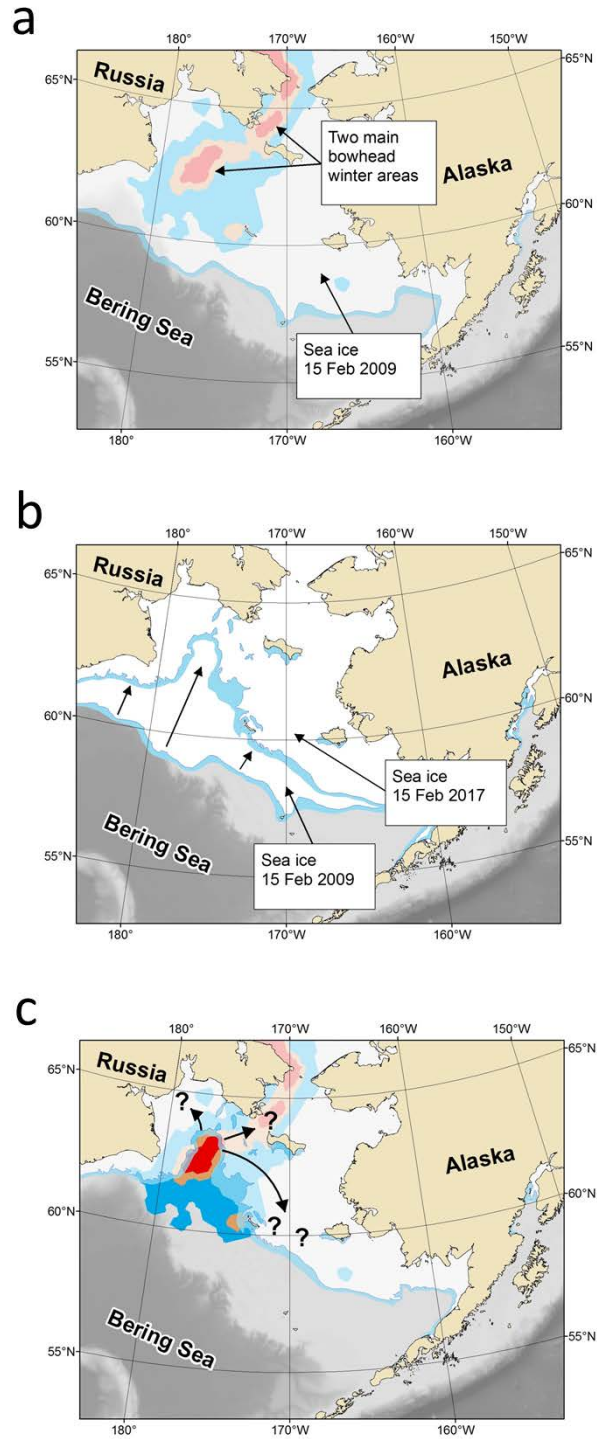 a
180° 170°W 160°W 150°W
65°N 65°N
Russia
Two main
bowhead
winter areas
Alaska
60°N 60°N
Bering Sea
Sea ice
15 Feb 2009
55°N 55°N
180° 170°W 160°W
b
180° 170°W 160°W 150°W
65°N 65°N
Russia
Alaska
60°N 60°N
Sea ice
15 Feb 2017
Bering Sea
Sea ice
15 Feb 2009
55°N 55°N
180° 170°W 160°W
c
180° 170°W 160°W 150°W
65°N 65°N
Russia
? ?
Alaska
60°N 60°N
? ?
Bering Sea
55°N 55°N
180° 170°W 160°W